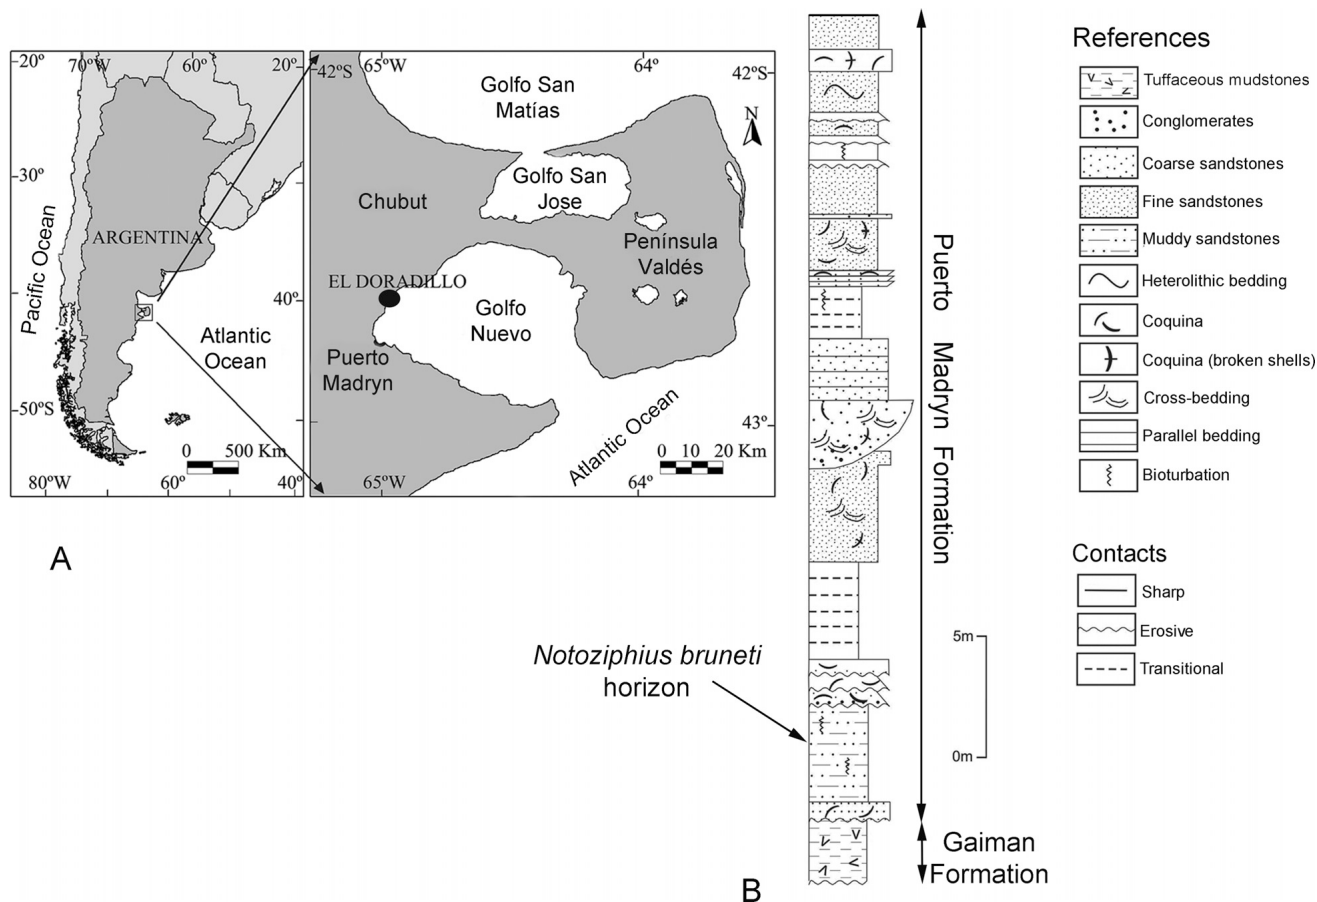 -20º
70ºW
60º
20º
-30º
ARGENTINA
Pacific Ocean
Atlantic
Ocean
-50ºS
0
500 Km
80ºW
60º
40º
A
42ºS
65ºW
64º
42ºS
Golfo San
Matías
N
Golfo San
Jose
Chubut
Península
Valdés
EL DORADILLO
40º
Golfo
Nuevo
Puerto
Madryn
Atlantic Ocean
43º
0 10 20 Km
65ºW
64º
Notoziphius bruneti
horizon
B
Puerto Madryn Formation
5m
0m
Gaiman
Formation
References
Tuffaceous mudstones
Conglomerates
Coarse sandstones
Fine sandstones
Muddy sandstones
Heterolithic bedding
Coquina
Coquina (broken shells)
Cross-bedding
Parallel bedding
Bioturbation
Contacts
Sharp
Erosive
Transitional